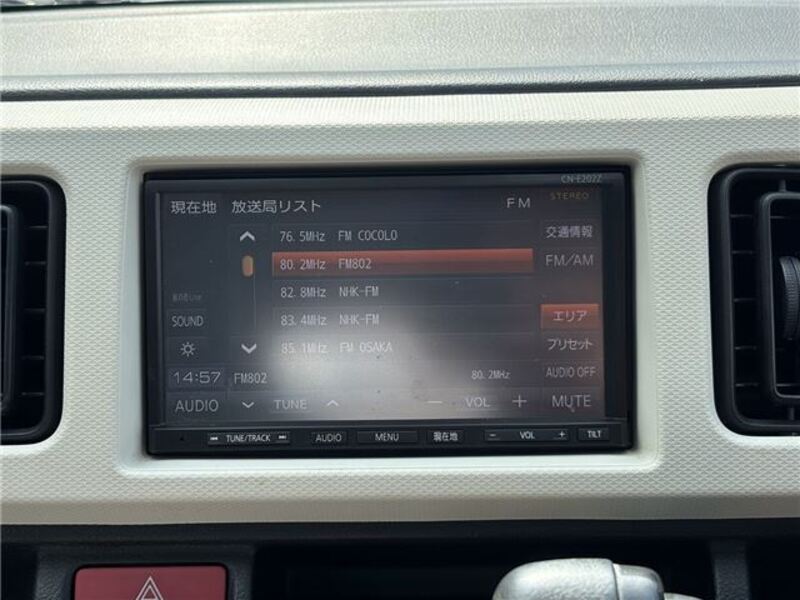 CN-E202Z
現在地 放送局リスト FM STEREO
76.5MHz FM COCOLO 交通情報
80.2MHz FM802 FM/AM
82.8MHz NHK-FM
SOUND 83.4MHz NHK-FM エリア
85.1MHz FM OSAKA プリセット
14:57 FM802 80.2MHz AUDIO OFF
AUDIO TUNE VOL MUTE
TUNE/TRACK AUDIO MENU 現在地 VOL TILT